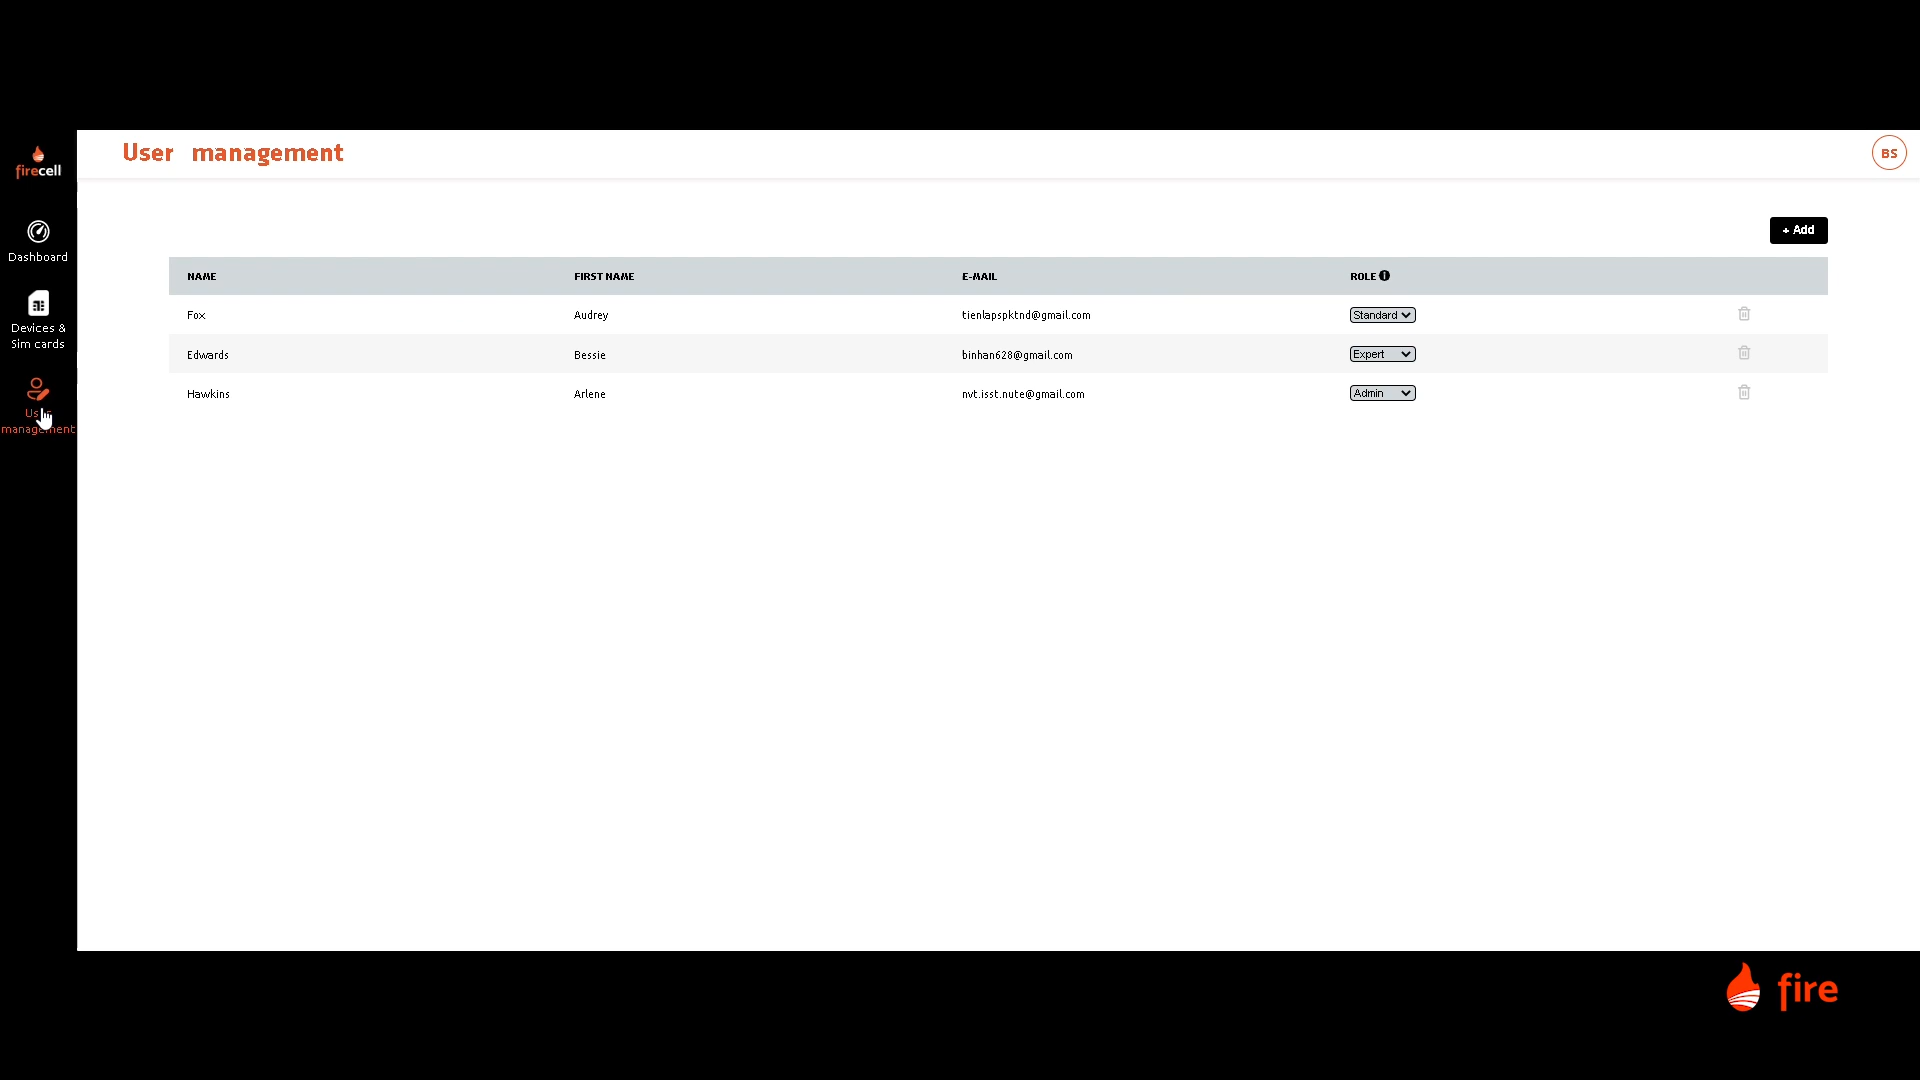 firecell
User management
BS
Dashboard
Devices &
Sim cards
User
management
+ Add
NAME FIRST NAME E-MAIL ROLE
Fox Audrey tienlapspktnd@gmail.com Standard
Edwards Bessie binhan628@gmail.com Expert
Hawkins Arlene nvt.isst.nute@gmail.com Admin
fire